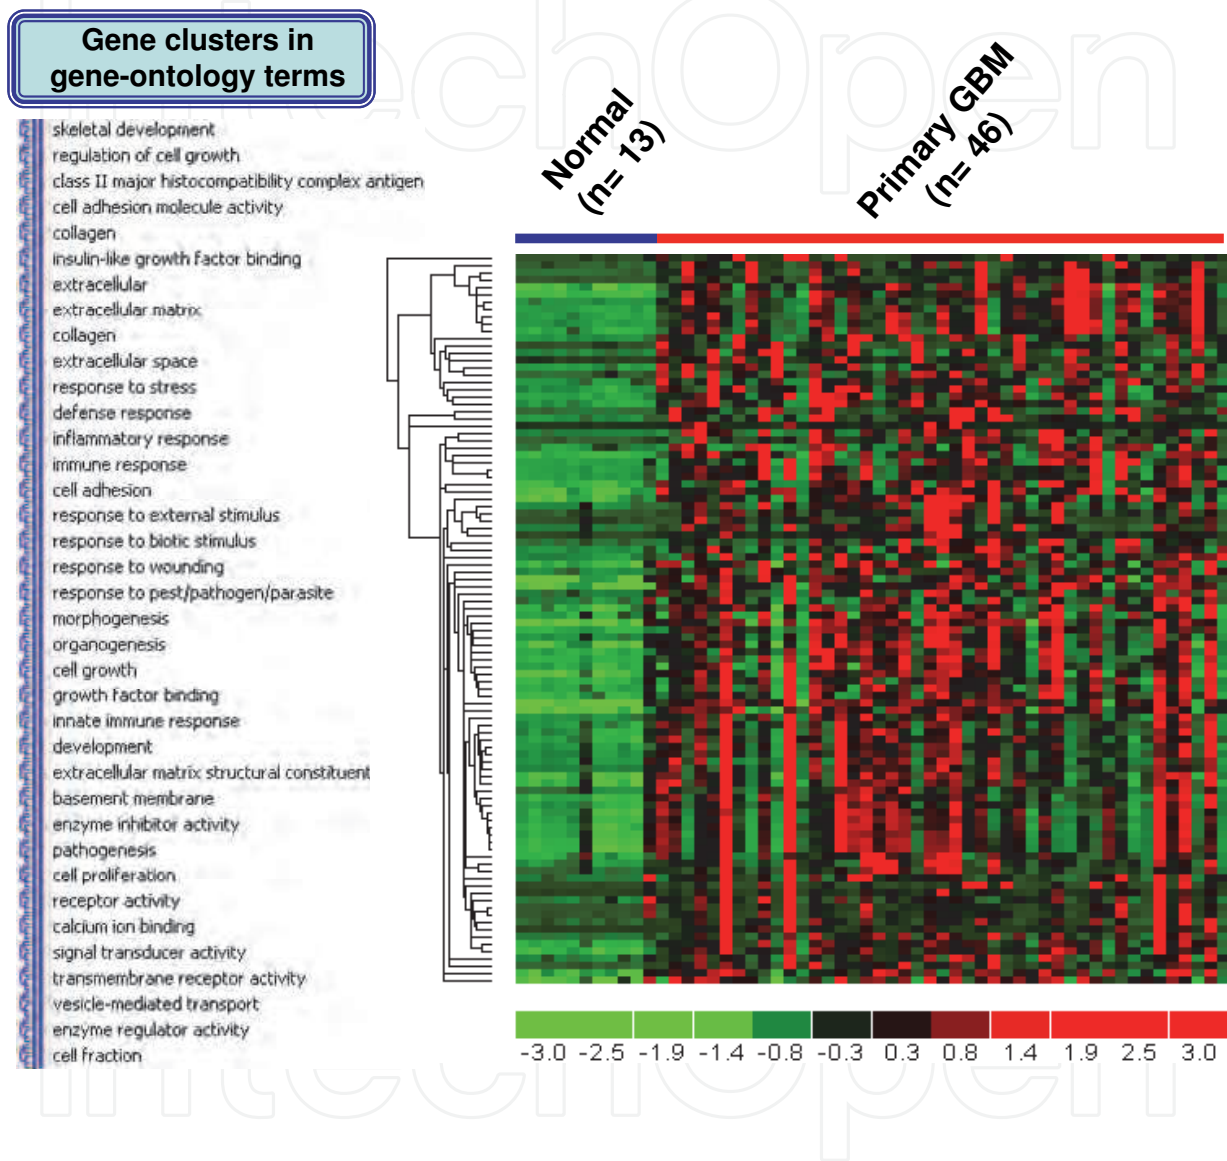 Gene clusters in
gene-ontology terms
Normal
(n= 13)
Primary GBM
(n= 46)
skeletal development
regulation of cell growth
class II major histocompatibility complex antigen
cell adhesion molecule activity
collagen
insulin-like growth factor binding
extracellular
extracellular matrix
collagen
extracellular space
response to stress
defense response
inflammatory response
immune response
cell adhesion
response to external stimulus
response to biotic stimulus
response to wounding
response to pest/pathogen/parasite
morphogenesis
organogenesis
cell growth
growth factor binding
innate immune response
development
extracellular matrix structural constituent
basement membrane
enzyme inhibitor activity
pathogenesis
cell proliferation
receptor activity
calcium ion binding
signal transducer activity
transmembrane receptor activity
vesicle-mediated transport
enzyme regulator activity
cell fraction
-3.0 -2.5 -1.9 -1.4 -0.8 -0.3 0.3 0.8 1.4 1.9 2.5 3.0
IntechOpen
IntechOpen